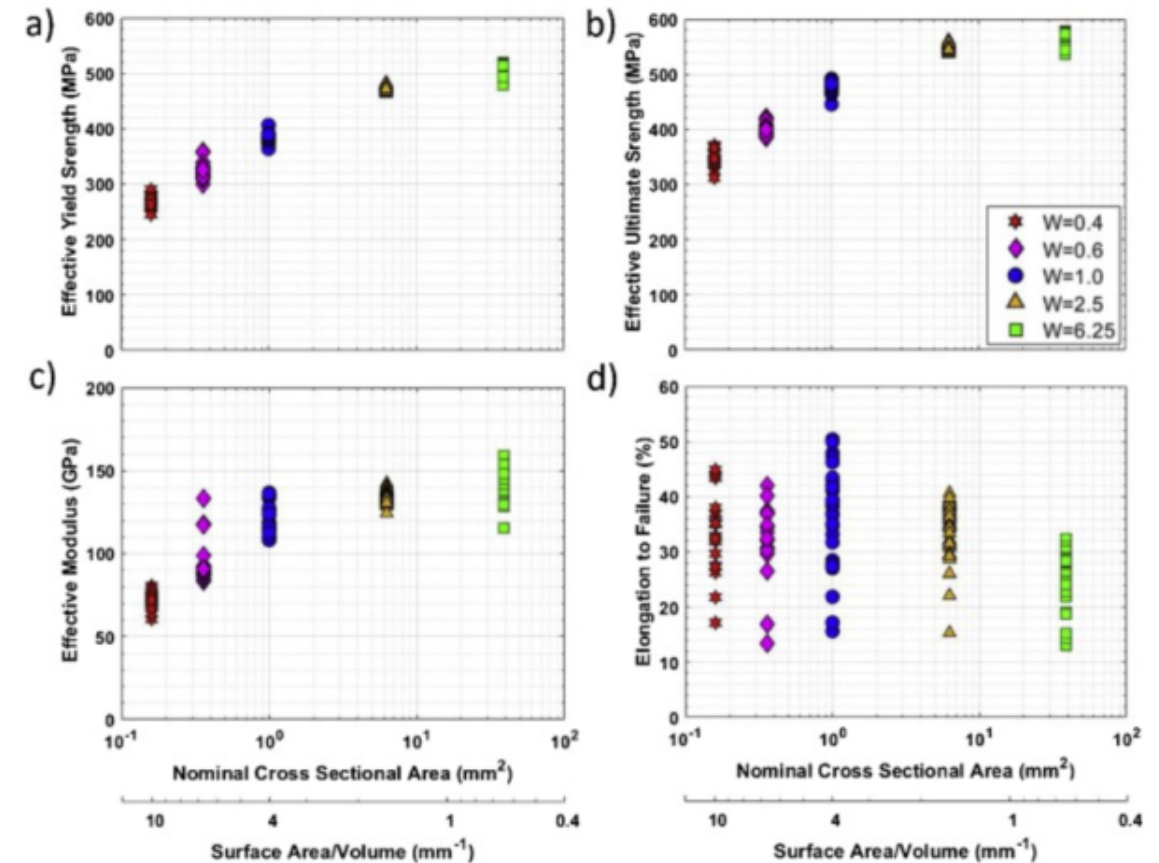 a)
600
500
400
300
200
100
0
Effective Yield Srength (MPa)
b)
600
500
400
300
200
100
0
Effective Ultimate Srength (MPa)
W=0.4
W=0.6
W=1.0
W=2.5
W=6.25
c)
200
150
100
50
0
Effective Modulus (GPa)
10-1 100 101 102
Nominal Cross Sectional Area (mm2)
10 4 1 0.4
Surface Area/Volume (mm-1)
d)
60
50
40
30
20
10
0
Elongation to Failure (%)
10-1 100 101 102
Nominal Cross Sectional Area (mm2)
10 4 1 0.4
Surface Area/Volume (mm-1)